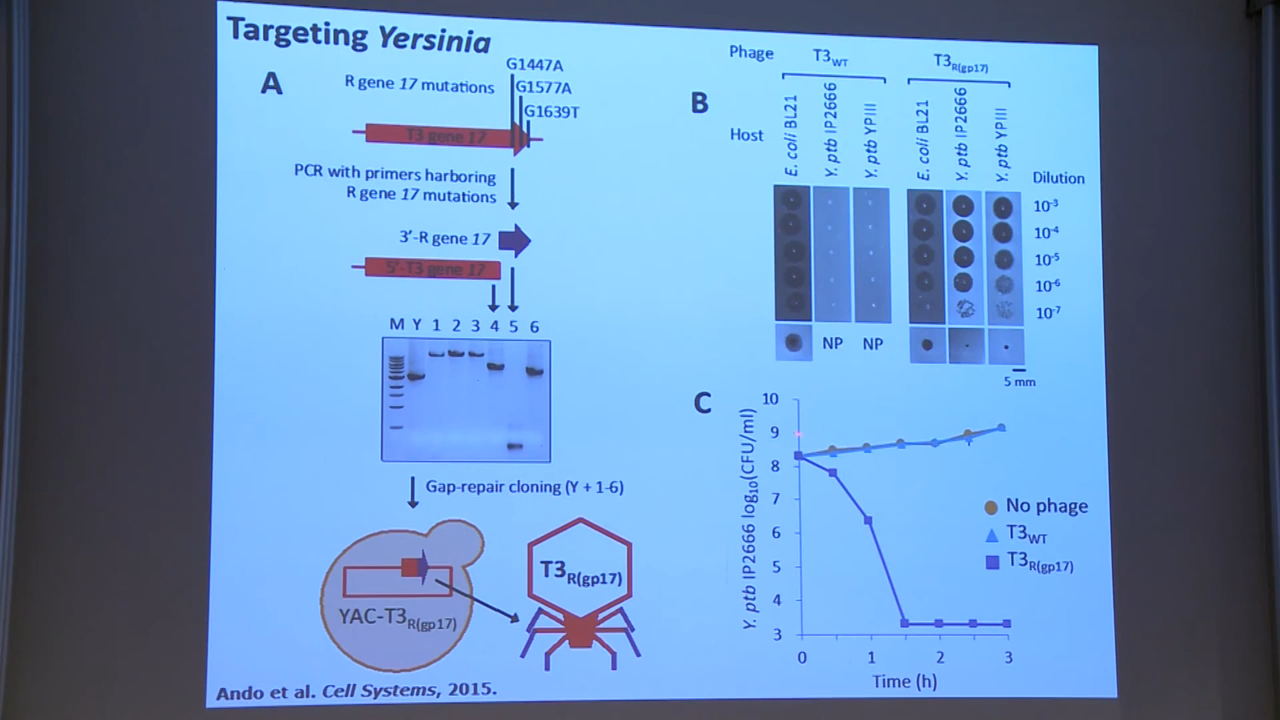 Targeting Yersinia
A
R gene 17 mutations
G1447A
G1577A
G1639T
T3 gene 17
PCR with primers harboring
R gene 17 mutations
3′-R gene 17
5′-T3 gene 17
M Y 1 2 3 4 5 6
Gap-repair cloning (Y + 1-6)
YAC-T3R(gp17)
T3R(gp17)
Ando et al. Cell Systems, 2015.
B
Phage T3WT T3R(gp17)
Host
E. coli BL21
Y. ptb IP2666
Y. ptb YPIII
E. coli BL21
Y. ptb IP2666
Y. ptb YPIII
Dilution
10-3
10-4
10-5
10-6
10-7
NP NP
5 mm
C
Y. ptb IP2666 log10(CFU/ml)
10
9
8
7
6
5
4
3
No phage
T3WT
T3R(gp17)
0 1 2 3
Time (h)